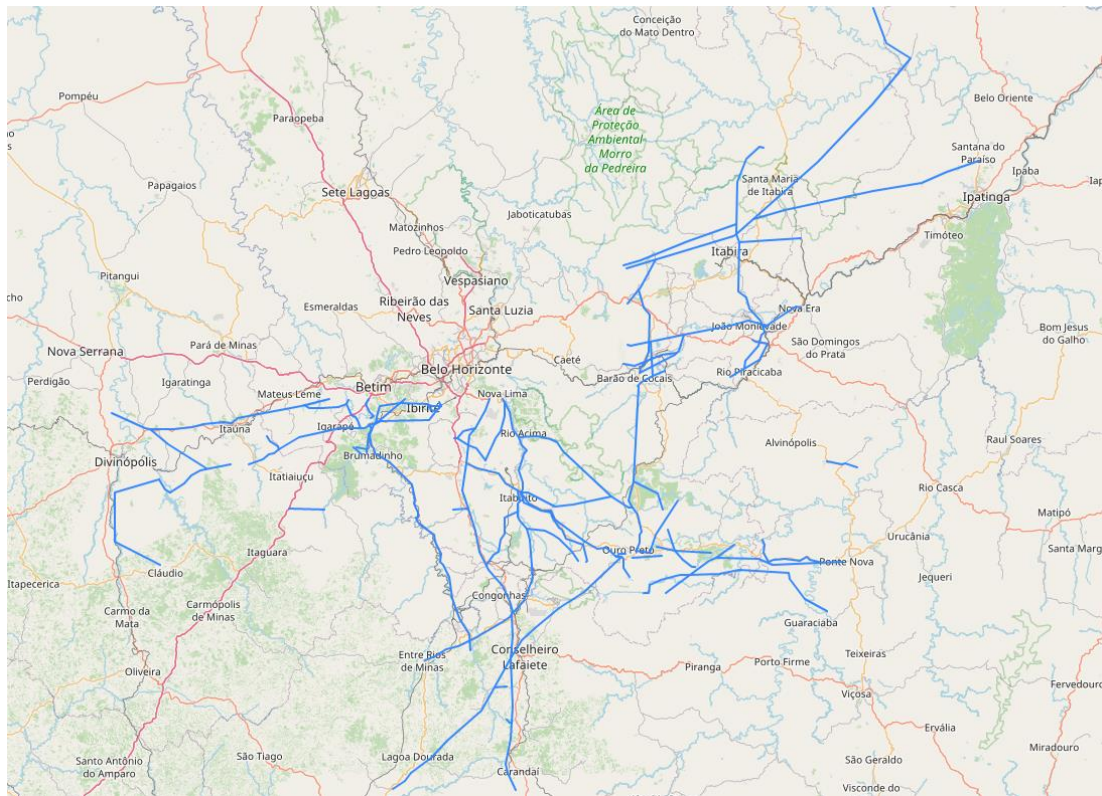 Conceição
do Mato Dentro
Pompéu
Belo Oriente
Paraopeba
Área de
Proteção
Ambiental
Morro
da Pedreira
Santana do
Paraíso
Ipaba
Papagaios
Sete Lagoas
Santa Maria
de Itabira
Ipatinga
Jaboticatubas
Matozinhos
Timóteo
Pedro Leopoldo
Itabira
Pitangui
Vespasiano
cho
Esmeraldas
Ribeirão das
Neves
Santa Luzia
Nova Era
João Monlevade
Bom Jesus
do Galho
Nova Serrana
Pará de Minas
São Domingos
do Prata
Caeté
Belo Horizonte
Rio Piracicaba
Perdigão
Igaratinga
Barão de Cocais
Betim
Mateus Leme
Nova Lima
Ibirité
Itaúna
Igarapé
Rio Acima
Alvinópolis
Raul Soares
Divinópolis
Brumadinho
Itatiaiuçu
Rio Casca
Itabirito
Matipó
Urucânia
Itaguara
Ouro Preto
Santa Marg
Ponte Nova
Cláudio
Jequeri
Itapecerica
Congonhas
Carmo da
Mata
Carmópolis
de Minas
Guaraciaba
Entre Rios
de Minas
Conselheiro
Lafaiete
Teixeiras
Piranga
Porto Firme
Oliveira
Fervedouro
Viçosa
Ervália
São Tiago
Lagoa Dourada
Miradouro
Santo Antônio
do Amparo
São Geraldo
Carandaí
Visconde do